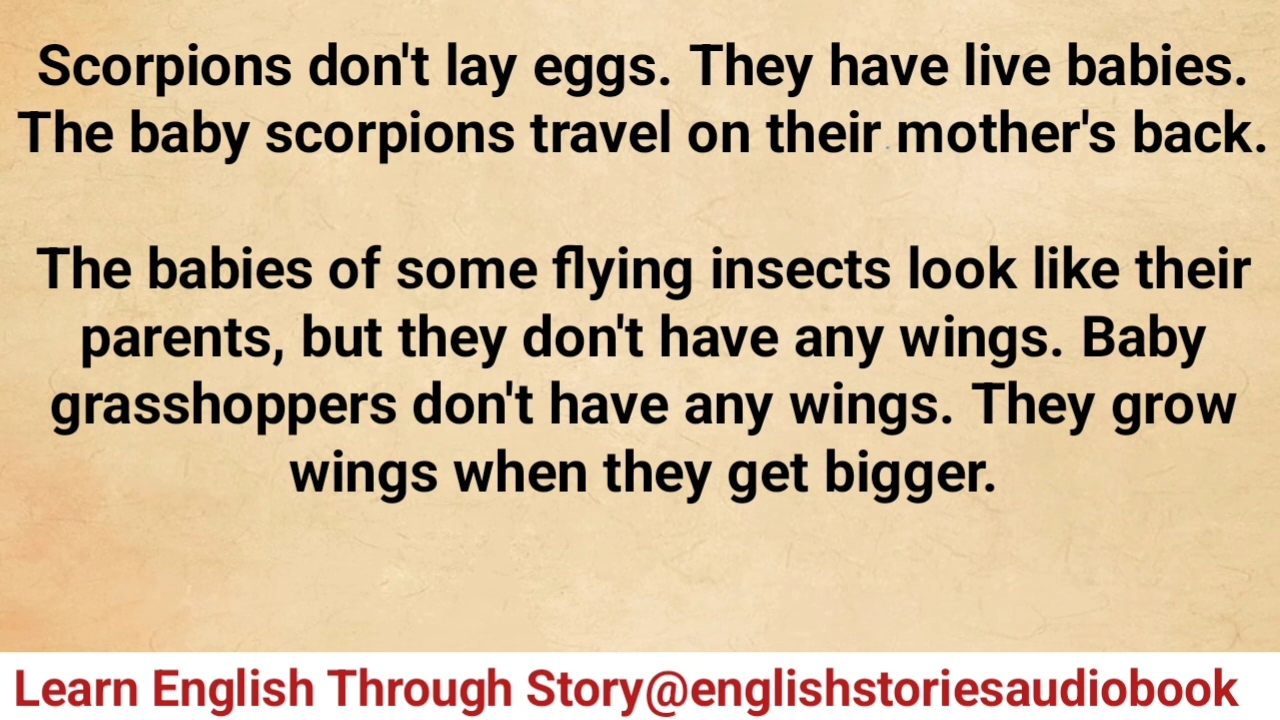 Scorpions don't lay eggs. They have live babies.
The baby scorpions travel on their mother's back.
The babies of some flying insects look like their
parents, but they don't have any wings. Baby
grasshoppers don't have any wings. They grow
wings when they get bigger.
Learn English Through Story@englishstoriesaudiobook